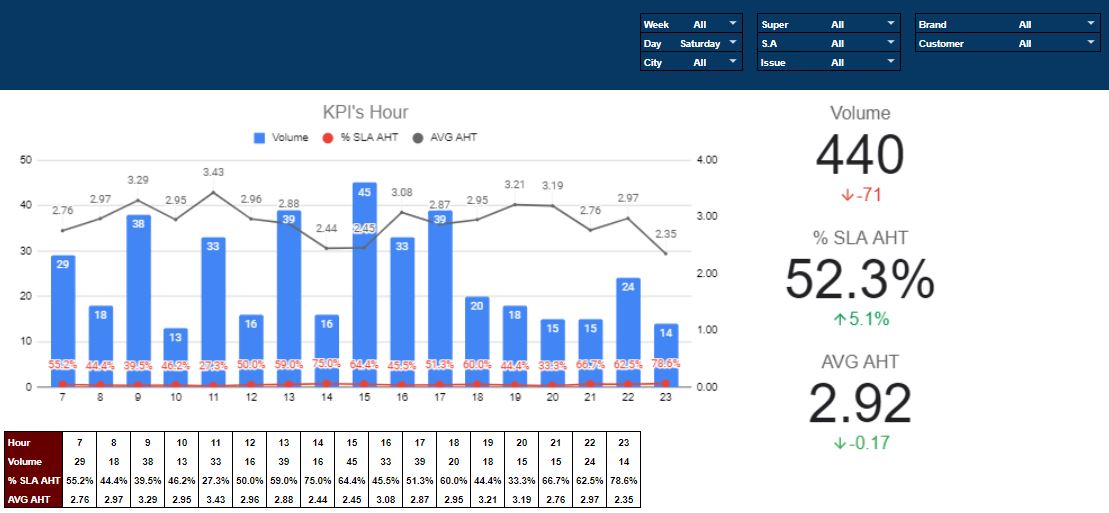 Week All Super All Brand All
Day Saturday S.A All Customer All
City All Issue All
KPI's Hour
Volume % SLA AHT AVG AHT
50
40
30
20
10
0
4.00
3.00
2.00
1.00
0.00
2.76 2.97 3.29 2.95 3.43 2.96 2.88 2.44 2.45 3.08 2.87 2.95 3.21 3.19 2.76 2.97 2.35
29 18 38 13 33 16 39 16 45 33 39 20 18 15 15 24 14
55.2% 44.4% 39.5% 46.2% 27.3% 50.0% 59.0% 75.0% 64.4% 45.5% 51.3% 60.0% 44.4% 33.3% 66.7% 62.5% 78.6%
7 8 9 10 11 12 13 14 15 16 17 18 19 20 21 22 23
Volume
440
↓-71
% SLA AHT
52.3%
↑5.1%
AVG AHT
2.92
↓-0.17
Hour 7 8 9 10 11 12 13 14 15 16 17 18 19 20 21 22 23
Volume 29 18 38 13 33 16 39 16 45 33 39 20 18 15 15 24 14
% SLA AHT 55.2% 44.4% 39.5% 46.2% 27.3% 50.0% 59.0% 75.0% 64.4% 45.5% 51.3% 60.0% 44.4% 33.3% 66.7% 62.5% 78.6%
AVG AHT 2.76 2.97 3.29 2.95 3.43 2.96 2.88 2.44 2.45 3.08 2.87 2.95 3.21 3.19 2.76 2.97 2.35